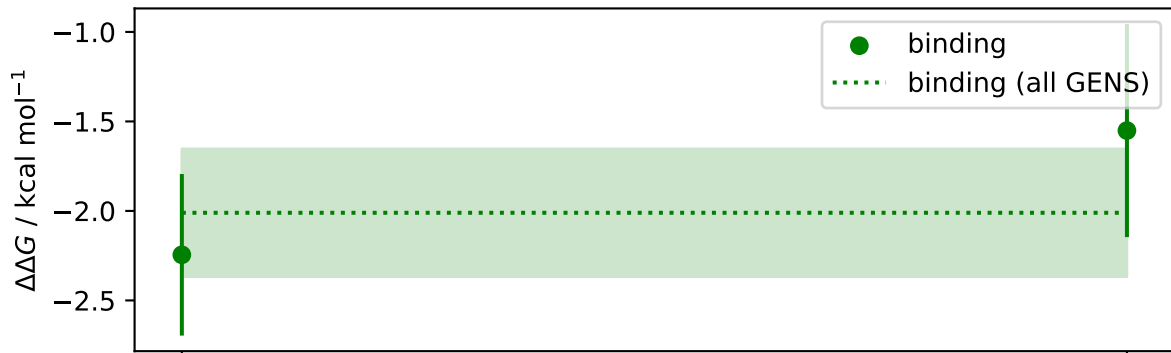 −1.0
−1.5
−2.0
−2.5
ΔΔG / kcal mol⁻¹
binding
binding (all GENS)